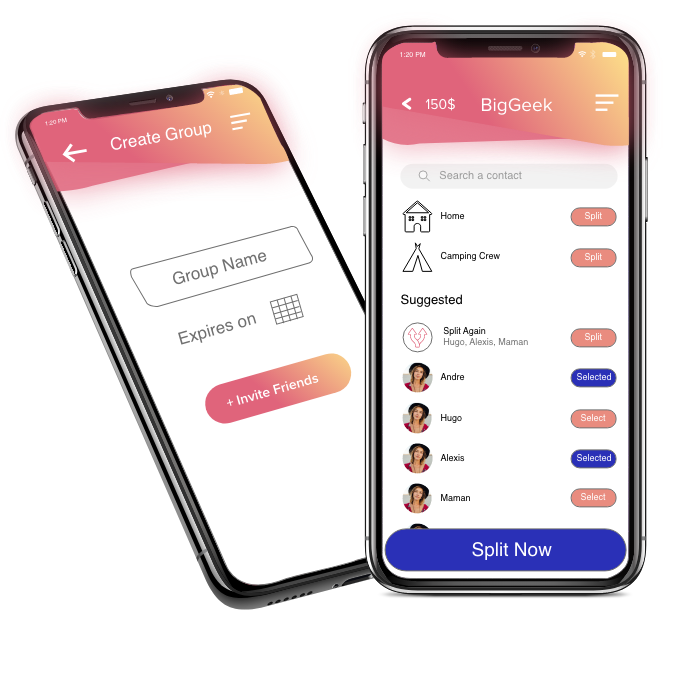 1:20 PM
Create Group
Group Name
Expires on
+ Invite Friends
1:20 PM
150$ BigGeek
Search a contact
Home Split
Camping Crew Split
Suggested
Split Again
Hugo, Alexis, Maman
Split
Andre Selected
Hugo Select
Alexis Selected
Maman Select
Split Now